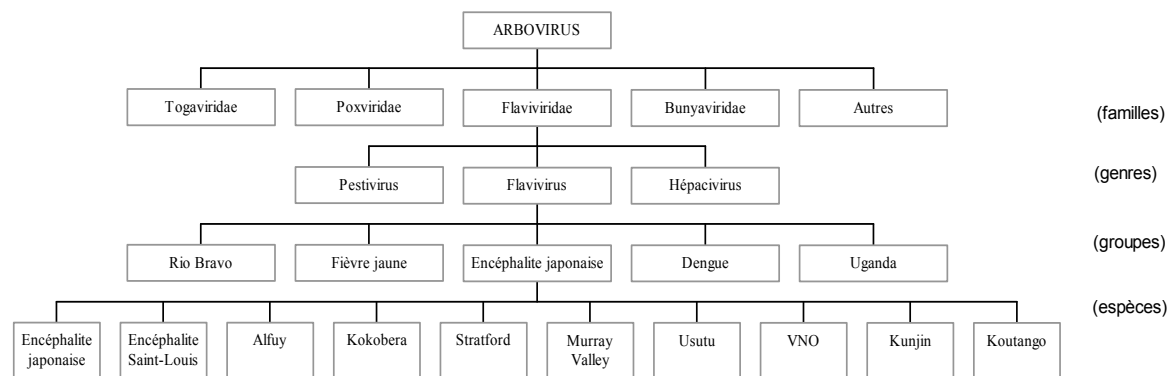 ARBOVIRUS
Togaviridae
Poxviridae
Flaviviridae
Bunyaviridae
Autres
(familles)
Pestivirus
Flavivirus
Hépacivirus
(genres)
Rio Bravo
Fièvre jaune
Encéphalite japonaise
Dengue
Uganda
(groupes)
(espèces)
Encéphalite
japonaise
Encéphalite
Saint-Louis
Alfuy
Kokobera
Stratford
Murray
Valley
Usutu
VNO
Kunjin
Koutango